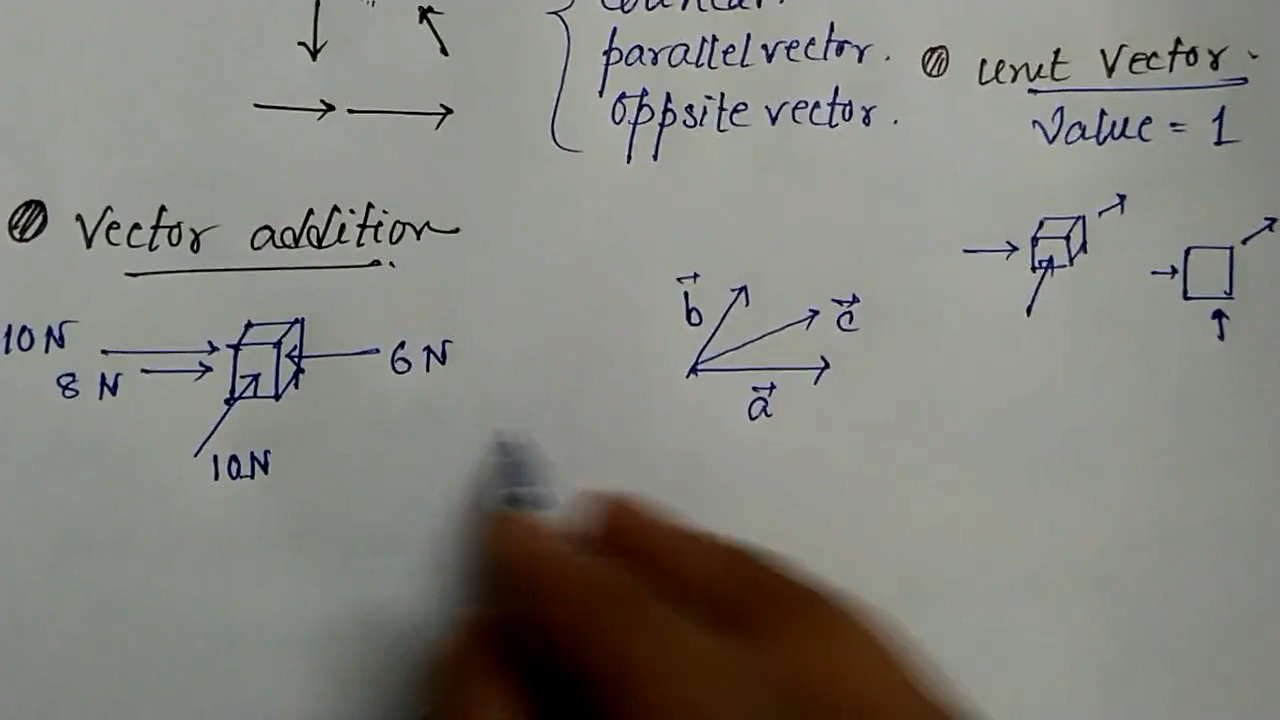 parallel vector.
oppsite vector.
unit Vector.
Value = 1
Vector addition
10 N
8 N
6 N
10N
b
c
a